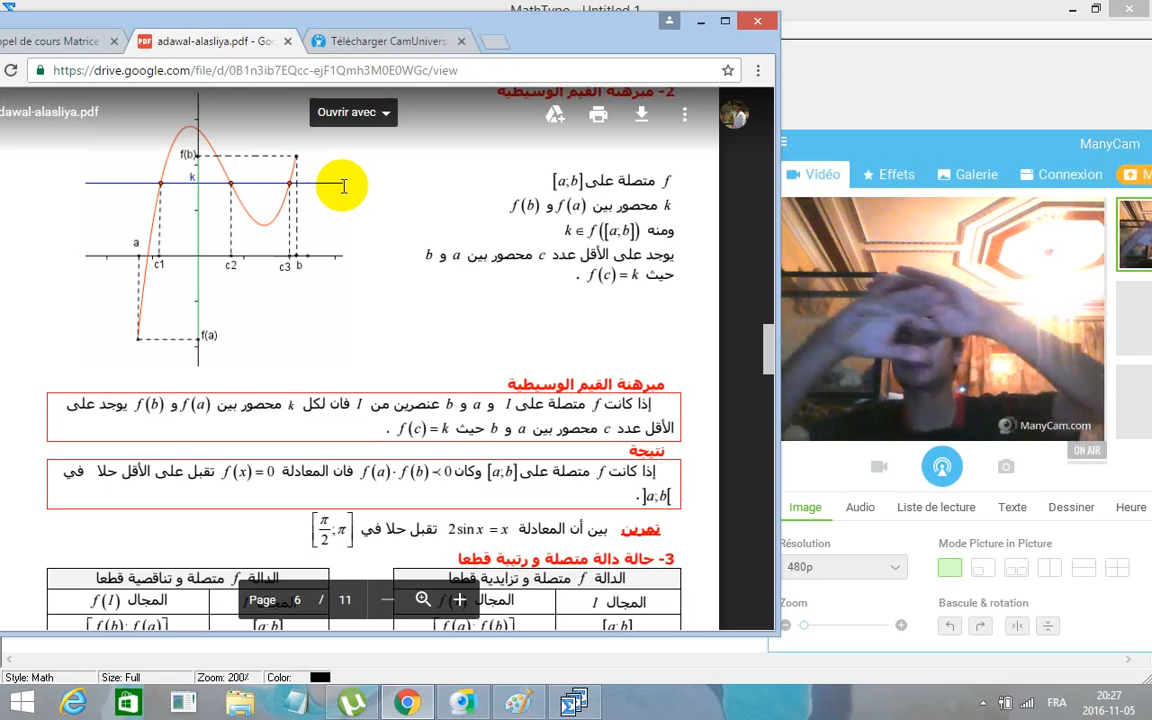 MathType - Untitled 1
ppel de cours Matrice
adawal-alasliya.pdf - Goo
Télécharger CamUnivers
https://drive.google.com/file/d/0B1n3ib7EQcc-ejF1Qmh3M0E0WGc/view
adawal-alasliya.pdf
Ouvrir avec
2- مبرهنة القيم الوسيطية
f(b)
k
a
c1
c2
c3
b
f(a)
f متصلة على [a;b]
k محصور بين f(a) و f(b)
ومنه k ∈ f([a;b])
يوجد على الأقل عدد c محصور بين a و b
حيث f(c) = k .
مبرهنة القيم الوسيطية
إذا كانت f متصلة على I و a و b عنصرين من I فان لكل k محصور بين f(a) و f(b) يوجد على
الأقل عدد c محصور بين a و b حيث f(c) = k .
نتيجة
إذا كانت f متصلة على [a;b] وكان f(a)·f(b) ≺ 0 فان المعادلة f(x) = 0 تقبل على الأقل حلا في
]a;b[ .
تمرين بين أن المعادلة 2sin x = x تقبل حلا في [π/2;π]
3- حالة دالة متصلة و رتيبة قطعا
الدالة f متصلة و تزايدية قطعا
الدالة f متصلة و تناقصية قطعا
المجال I
المجال f(I)
[a;b]
[f(a);f(b)]
[a;b]
[f(b);f(a)]
Page 6 / 11
ManyCam
Vidéo
Effets
Galerie
Connexion
M
ManyCam.com
ON AIR
Image
Audio
Liste de lecture
Texte
Dessiner
Heure
Résolution
Mode Picture in Picture
480p
Zoom
Bascule & rotation
Style: Math
Size: Full
Zoom: 200%
Color:
FRA
20:27
2016-11-05